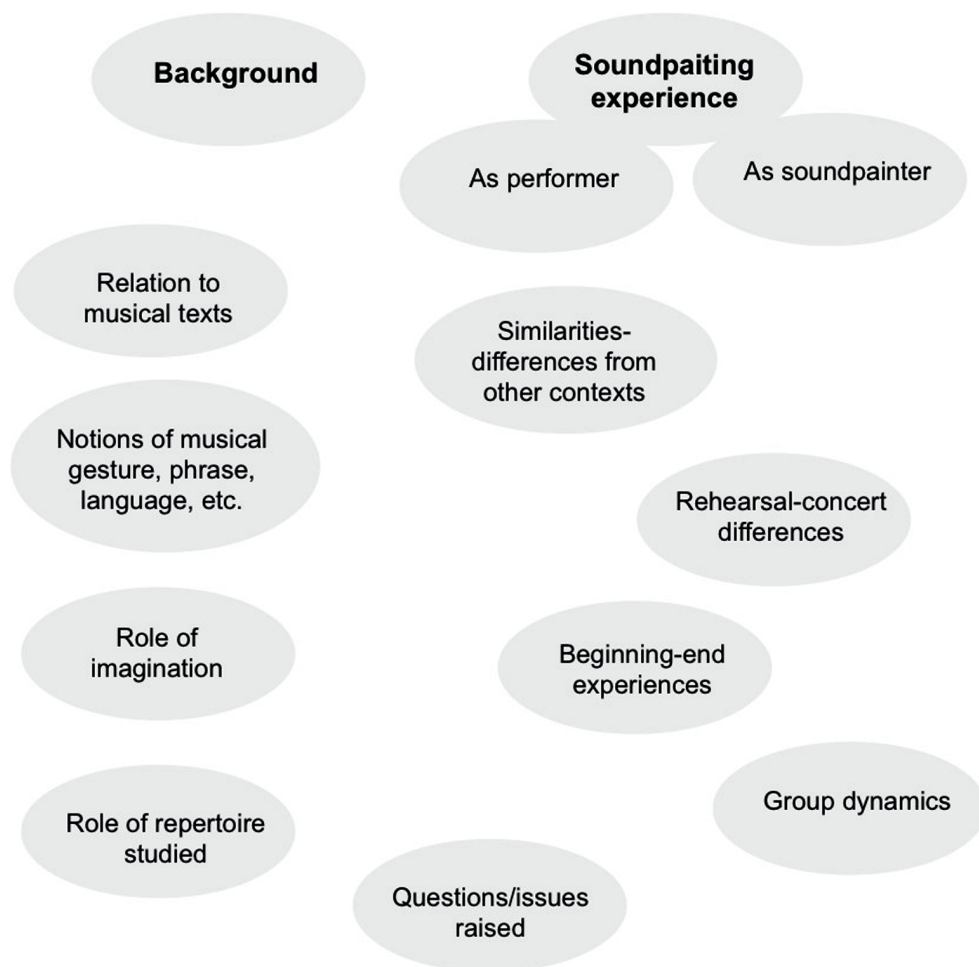 Background
Soundpaiting
experience
As performer
As soundpainter
Relation to
musical texts
Similarities-
differences from
other contexts
Notions of musical
gesture, phrase,
language, etc.
Rehearsal-concert
differences
Role of
imagination
Beginning-end
experiences
Group dynamics
Role of repertoire
studied
Questions/issues
raised